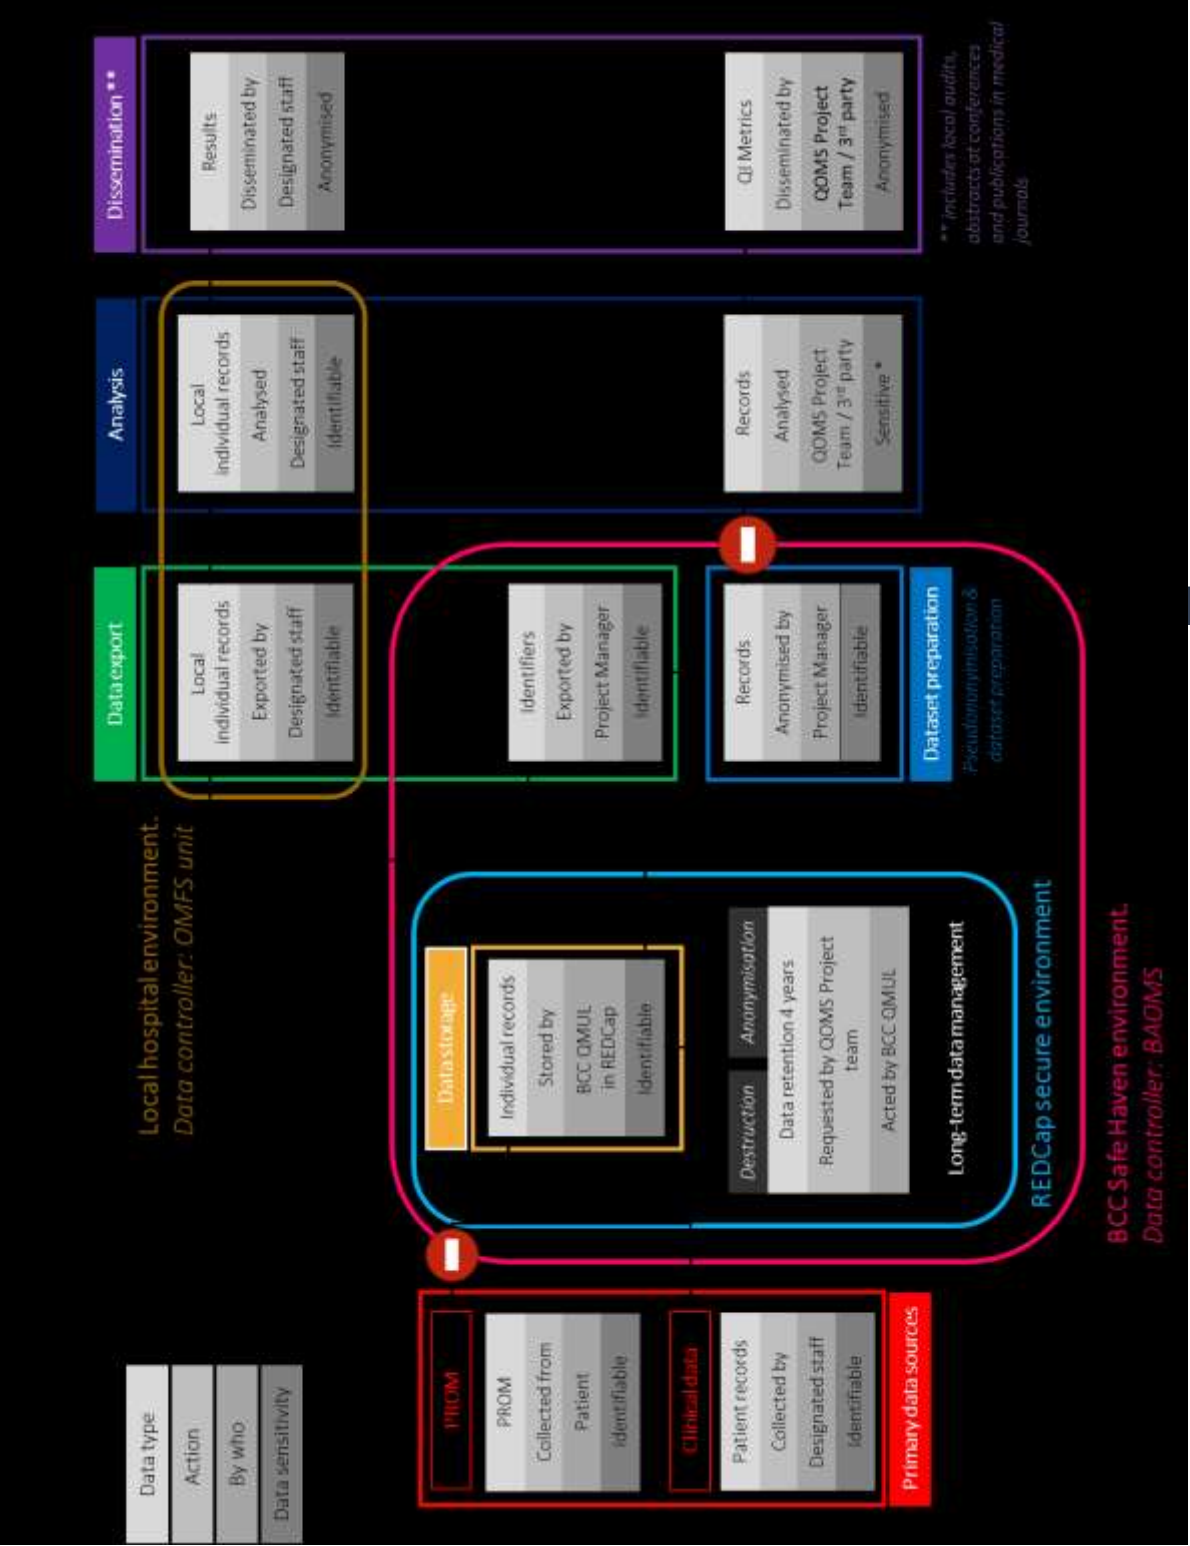 Data type
Action
By who
Data sensitivity
PROM
PROM
Collected from
Patient
Identifiable
Clinical data
Patient records
Collected by
Designated staff
Identifiable
Primary data sources
Local hospital environment.
Data controller: OMFS unit
Data storage
Individual records
Stored by
BCC QMUL
in REDCap
Identifiable
Destruction
Anonymisation
Data retention 4 years
Requested by QOMS Project
team
Acted by BCC QMUL
Long-term data management
REDCap secure environment
BCC Safe Haven environment.
Data controller: BAOMS
Data export
Local
individual records
Exported by
Designated staff
Identifiable
Identifiers
Exported by
Project Manager
Identifiable
Records
Anonymised by
Project Manager
Identifiable
Dataset preparation
Pseudononymisation &
dataset preparation
Analysis
Local
individual records
Analysed
Designated staff
Identifiable
Records
Analysed
QOMS Project
Team / 3rd party
Sensitive *
Dissemination **
Results
Disseminated by
Designated staff
Anonymised
QI Metrics
Disseminated by
QOMS Project
Team / 3rd party
Anonymised
** includes local audits,
abstracts at conferences
and publications in medical
journals